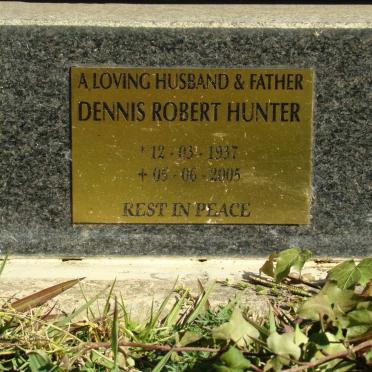 A LOVING HUSBAND & FATHER
DENNIS ROBERT HUNTER
* 12 - 03 - 1937
+ 05 - 06 - 2005
REST IN PEACE